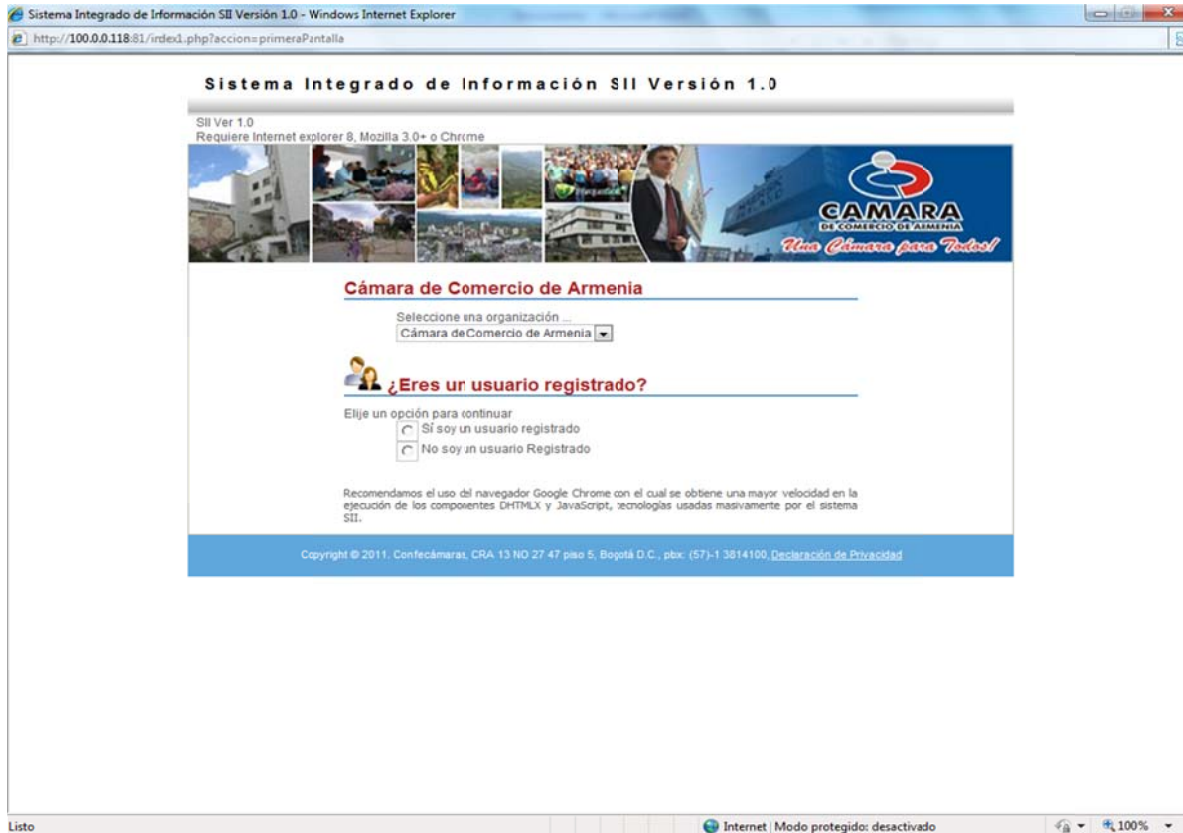 Sistema Integrado de Información SII Versión 1.0 - Windows Internet Explorer
http://100.0.0.118:81/index1.php?accion=primeraPantalla
Sistema Integrado de Información SII Versión 1.0
SII Ver 1.0
Requiere Internet explorer 8, Mozilla 3.0+ o Chrome
CAMARA
DE COMERCIO DE ARMENIA
Una Cámara para Todos!
Cámara de Comercio de Armenia
Seleccione una organización ...
Cámara de Comercio de Armenia
¿Eres un usuario registrado?
Elije un opción para continuar
Sí soy un usuario registrado
No soy un usuario Registrado
Recomendamos el uso del navegador Google Chrome con el cual se obtiene una mayor velocidad en la
ejecución de los componentes DHTMLX y JavaScript, tecnologías usadas masivamente por el sistema
SII.
Copyright © 2011. Confecámaras, CRA 13 NO 27 47 piso 5, Bogotá D.C., pbx: (57)-1 3814100, Declaración de Privacidad
Listo
Internet | Modo protegido: desactivado
100%